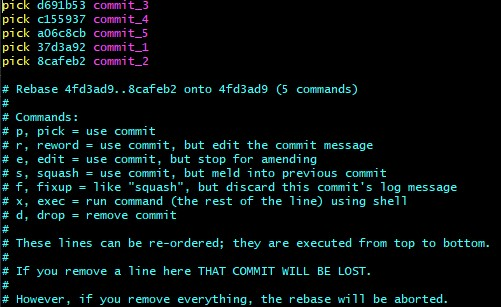 pick d691b53 commit_3
pick c155937 commit_4
pick a06c8cb commit_5
pick 37d3a92 commit_1
pick 8cafeb2 commit_2
# Rebase 4fd3ad9..8cafeb2 onto 4fd3ad9 (5 commands)
#
# Commands:
# p, pick = use commit
# r, reword = use commit, but edit the commit message
# e, edit = use commit, but stop for amending
# s, squash = use commit, but meld into previous commit
# f, fixup = like "squash", but discard this commit's log message
# x, exec = run command (the rest of the line) using shell
# d, drop = remove commit
#
# These lines can be re-ordered; they are executed from top to bottom.
#
# If you remove a line here THAT COMMIT WILL BE LOST.
#
# However, if you remove everything, the rebase will be aborted.